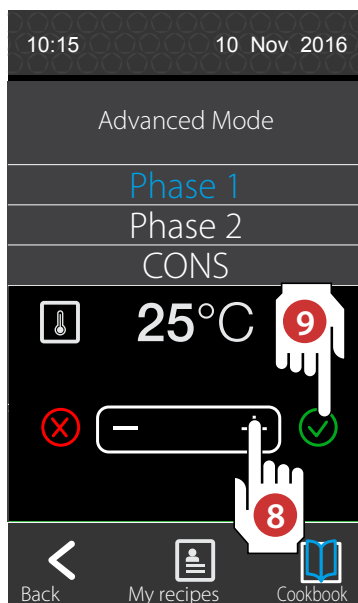 10:15 10 Nov 2016
Advanced Mode
Phase 1
Phase 2
CONS
25°C
9
8
Back My recipes Cookbook